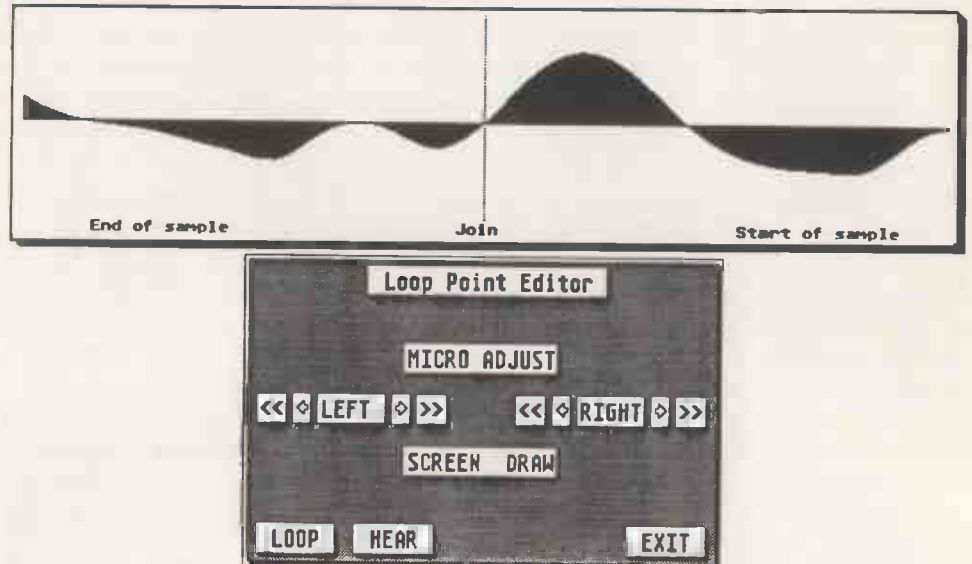 End of sample Join Start of sample
Loop Point Editor
MICRO ADJUST
<< ⬦ LEFT ⬦ >> << ⬦ RIGHT ⬦ >>
SCREEN DRAW
LOOP HEAR EXIT